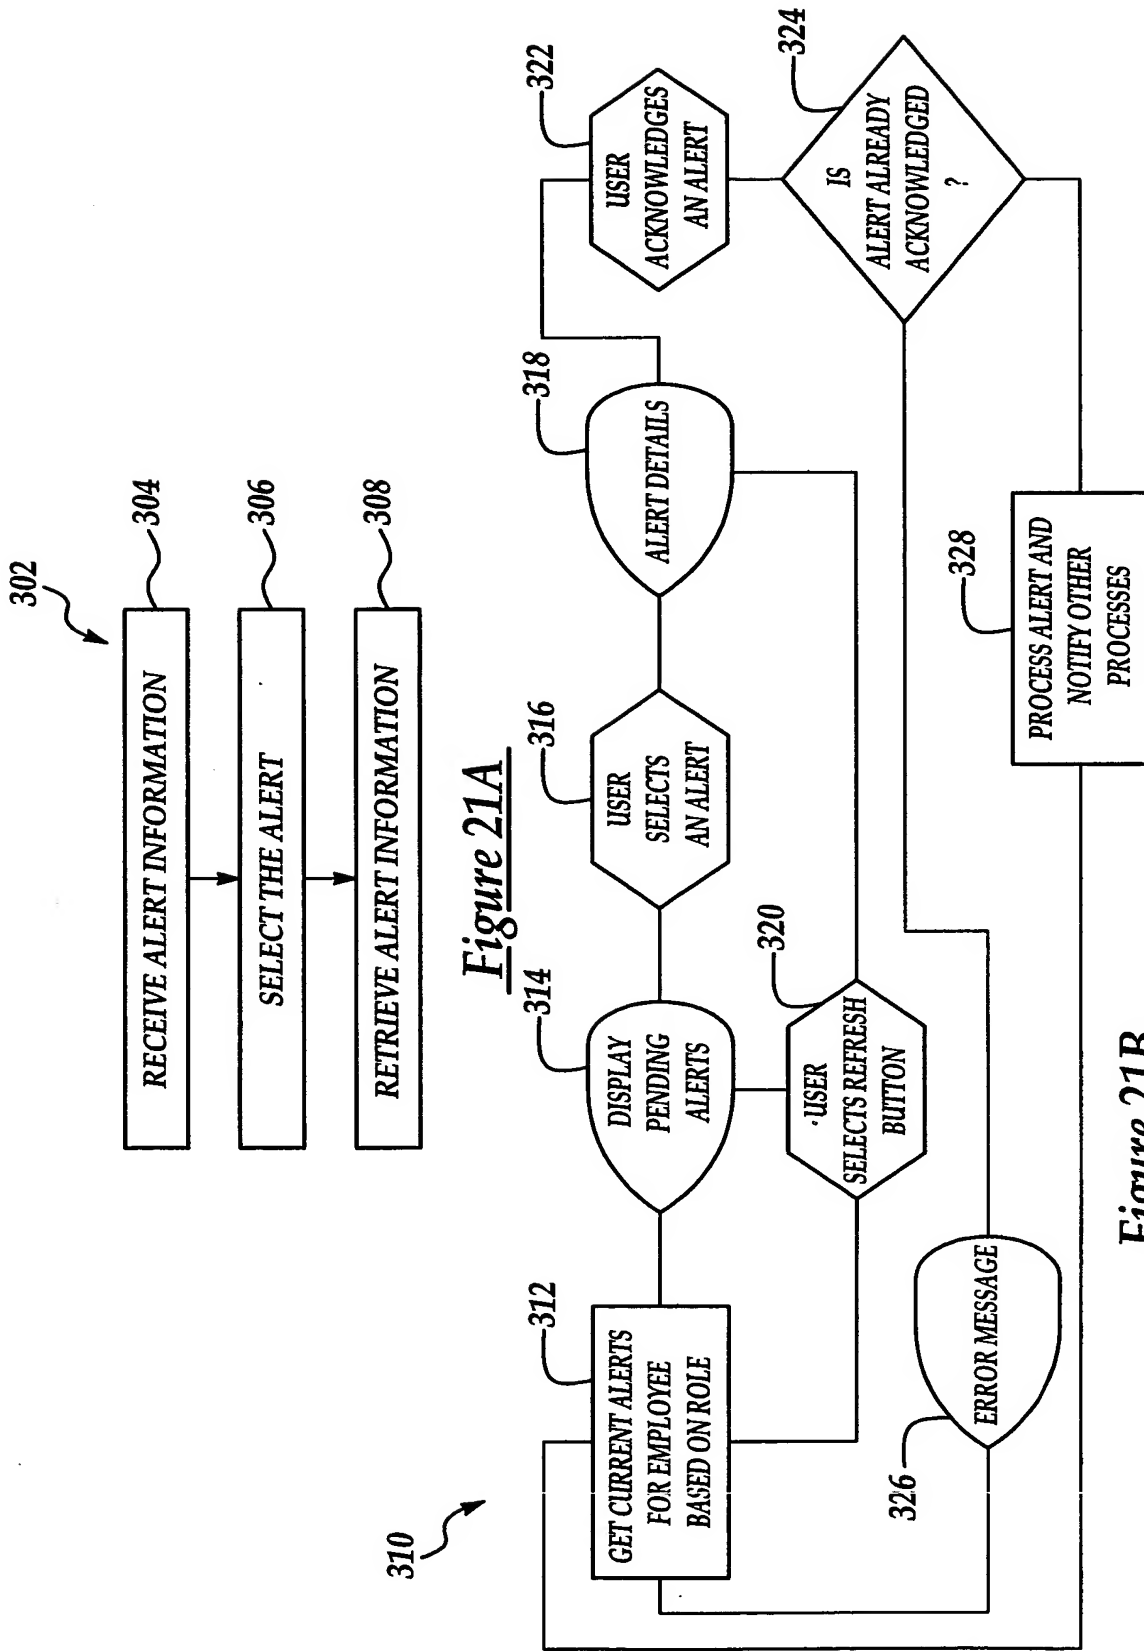 302
RECEIVE ALERT INFORMATION
304
SELECT THE ALERT
306
RETRIEVE ALERT INFORMATION
308
Figure 21A
310
GET CURRENT ALERTS
FOR EMPLOYEE
BASED ON ROLE
312
DISPLAY
PENDING
ALERTS
314
USER
SELECTS
AN ALERT
316
ALERT DETAILS
318
USER
SELECTS REFRESH
BUTTON
320
USER
ACKNOWLEDGES
AN ALERT
322
IS
ALERT ALREADY
ACKNOWLEDGED
?
324
ERROR MESSAGE
326
PROCESS ALERT AND
NOTIFY OTHER
PROCESSES
328
Figure 21B